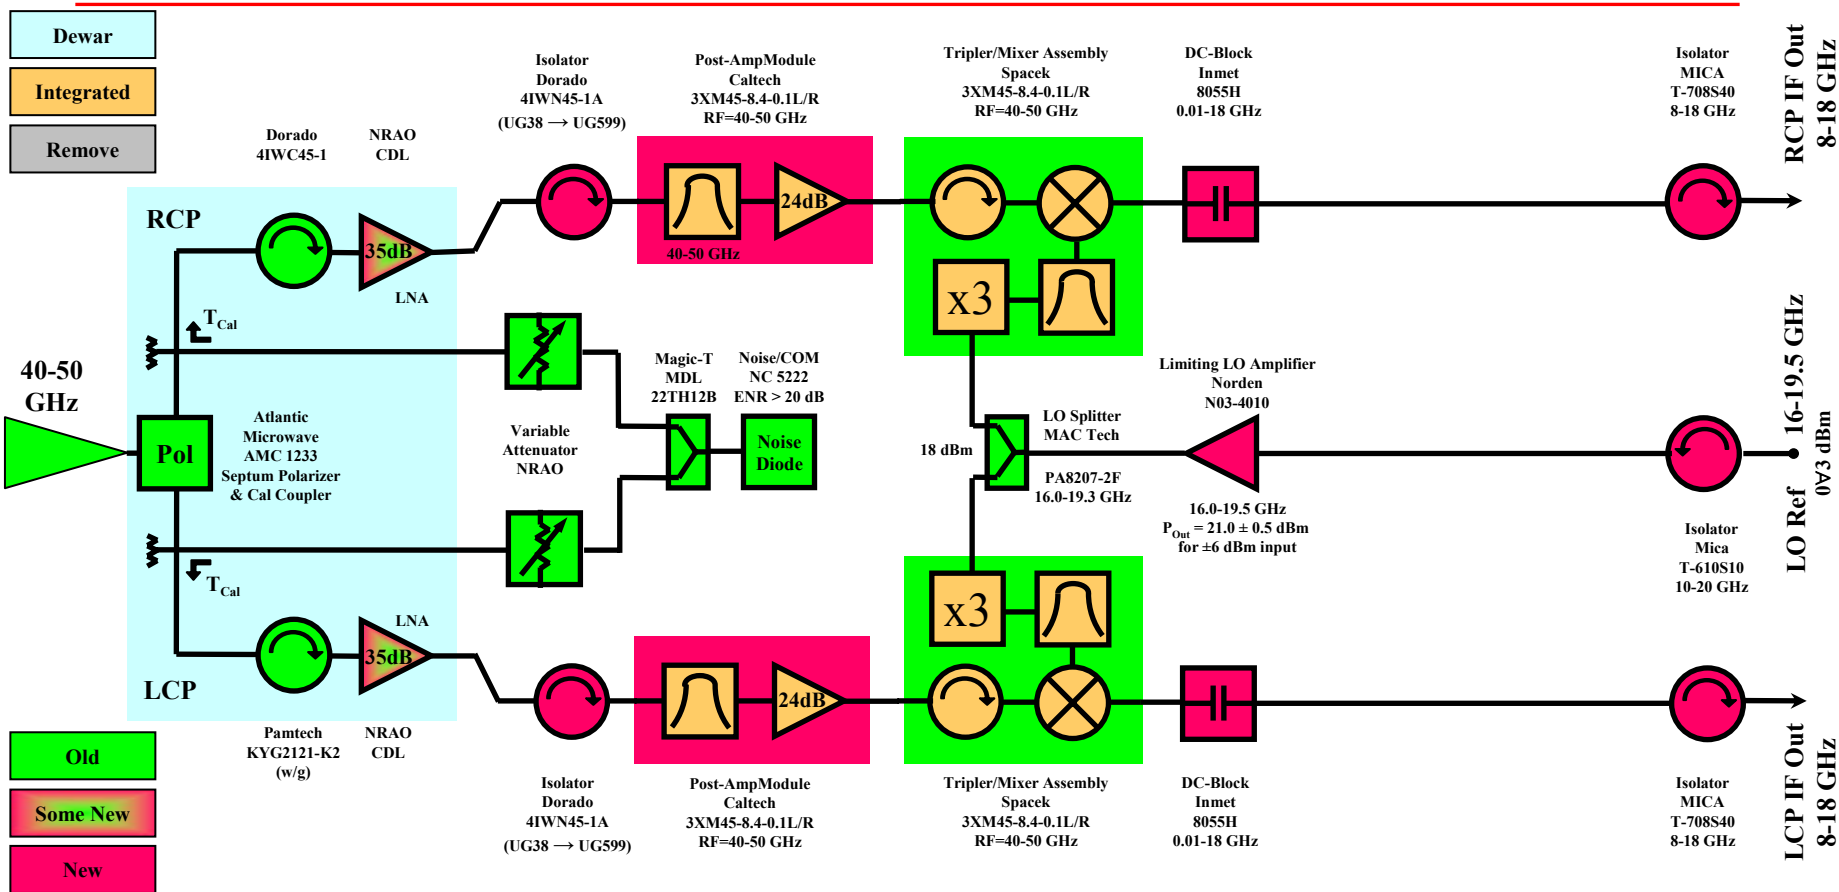 Dewar
Integrated
Remove
Dorado
4IWC45-1
NRAO
CDL
Isolator
Dorado
4IWN45-1A
(UG38 → UG599)
Post-AmpModule
Caltech
3XM45-8.4-0.1L/R
RF=40-50 GHz
Tripler/Mixer Assembly
Spacek
3XM45-8.4-0.1L/R
RF=40-50 GHz
DC-Block
Inmet
8055H
0.01-18 GHz
Isolator
MICA
T-708S40
8-18 GHz
RCP IF Out
8-18 GHz
RCP
35dB
LNA
40-50 GHz
24dB
x3
TCal
40-50
GHz
Pol
Atlantic
Microwave
AMC 1233
Septum Polarizer
& Cal Coupler
Variable
Attenuator
NRAO
Magic-T
MDL
22TH12B
Noise/COM
NC 5222
ENR > 20 dB
Noise
Diode
18 dBm
LO Splitter
MAC Tech
PA8207-2F
16.0-19.3 GHz
Limiting LO Amplifier
Norden
N03-4010
16.0-19.5 GHz
POut = 21.0 ± 0.5 dBm
for ±6 dBm input
Isolator
Mica
T-610S10
10-20 GHz
LO Ref 16-19.5 GHz
0∀3 dBm
TCal
LNA
35dB
LCP
x3
24dB
Pamtech
KYG2121-K2
(w/g)
NRAO
CDL
Isolator
Dorado
4IWN45-1A
(UG38 → UG599)
Post-AmpModule
Caltech
3XM45-8.4-0.1L/R
RF=40-50 GHz
Tripler/Mixer Assembly
Spacek
3XM45-8.4-0.1L/R
RF=40-50 GHz
DC-Block
Inmet
8055H
0.01-18 GHz
Isolator
MICA
T-708S40
8-18 GHz
LCP IF Out
8-18 GHz
Old
Some New
New